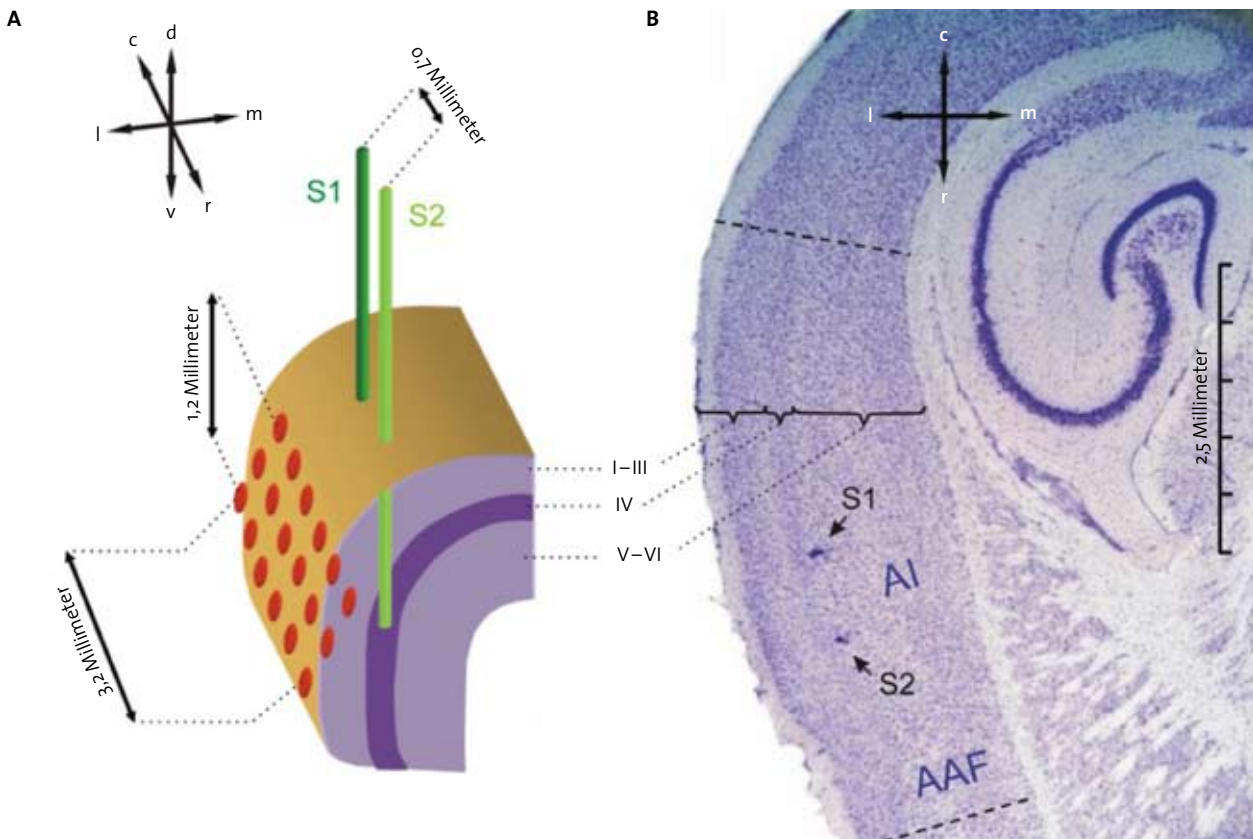 A
c
d
l
m
v
r
0,7 Millimeter
S1
S2
1,2 Millimeter
3,2 Millimeter
I–III
IV
V–VI
B
c
l
m
r
2,5 Millimeter
S1
AI
S2
AAF